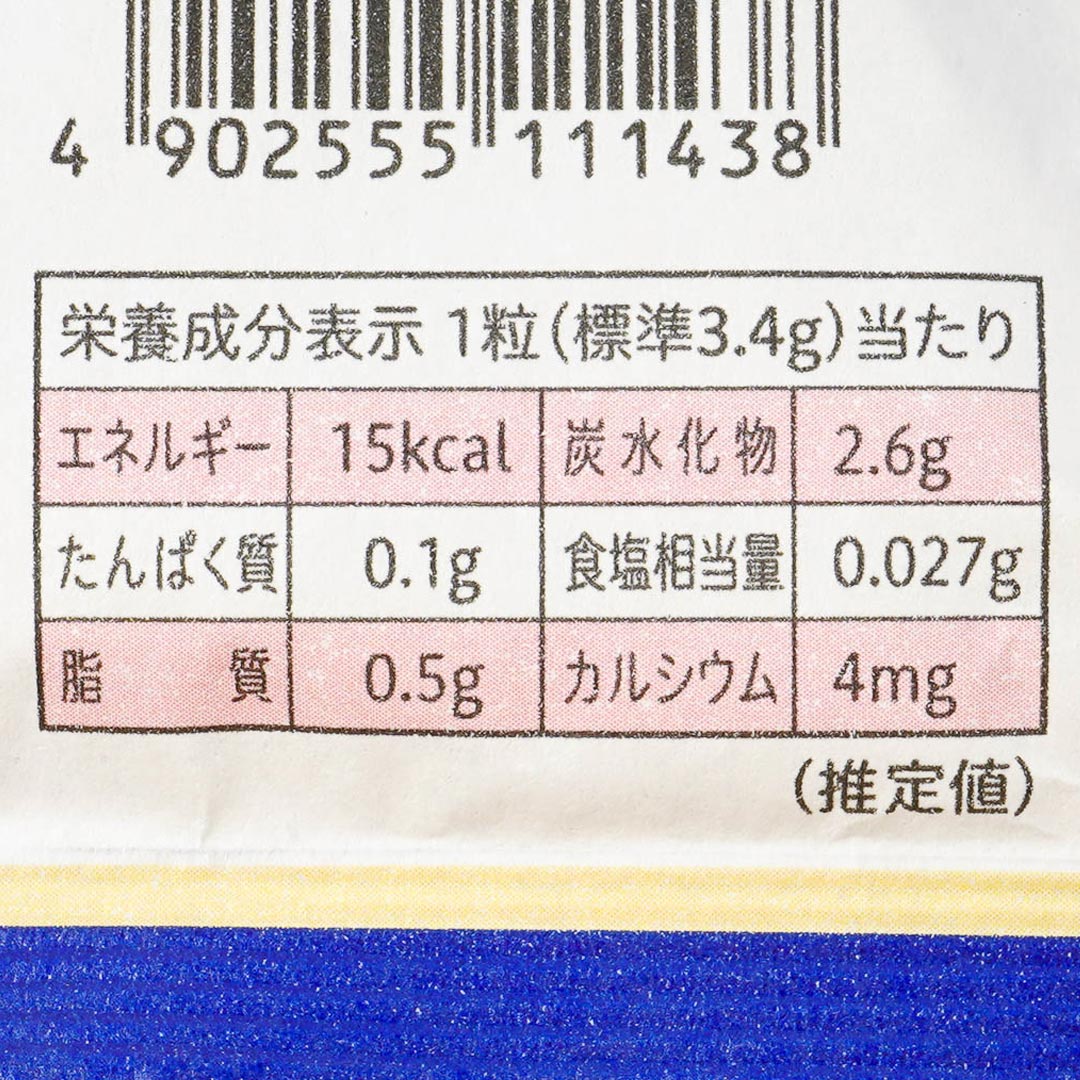 4 902555 111438
栄養成分表示 1粒(標準3.4g)当たり
エネルギー 15kcal 炭水化物 2.6g
たんぱく質 0.1g 食塩相当量 0.027g
脂質 0.5g カルシウム 4mg
(推定値)